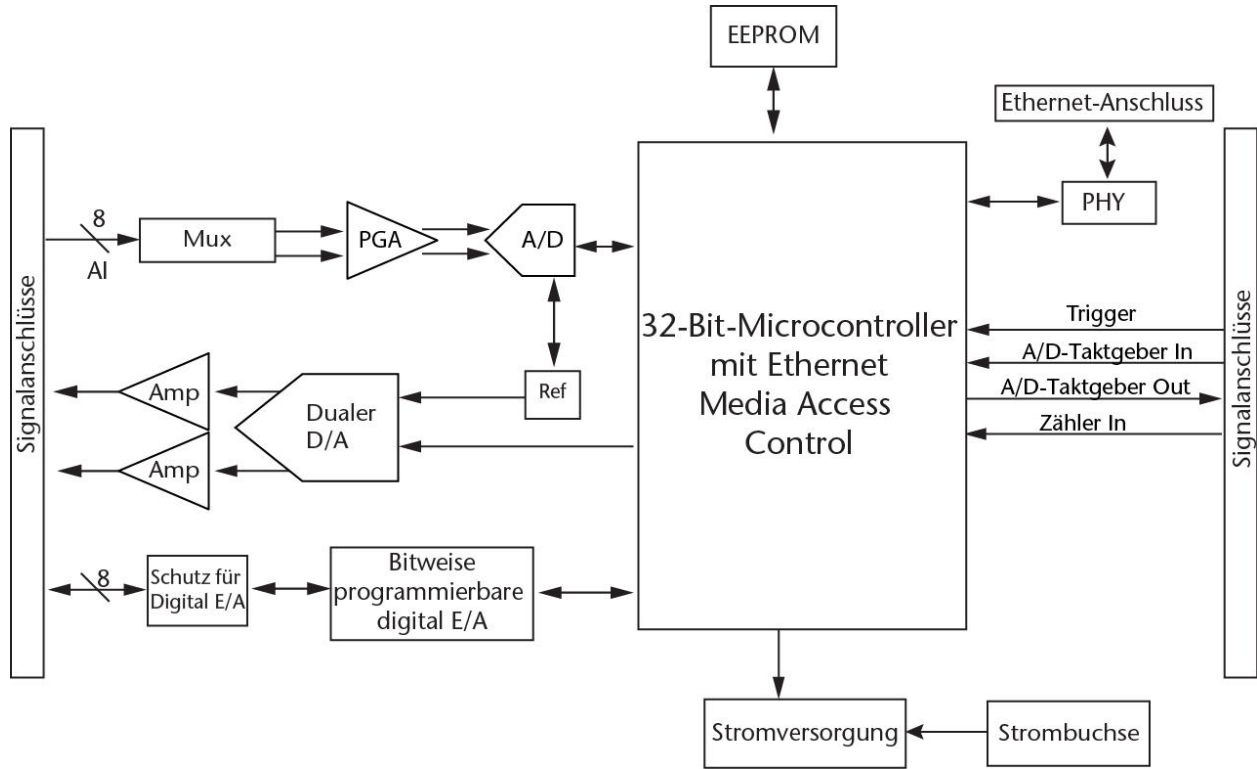 EEPROM
Ethernet-Anschluss
PHY
Signalanschlüsse
8
AI
Mux
PGA
A/D
32-Bit-Microcontroller
mit Ethernet
Media Access
Control
Trigger
A/D-Taktgeber In
A/D-Taktgeber Out
Zähler In
Signalanschlüsse
Ref
Amp
Amp
Dualer
D/A
8
Schutz für
Digital E/A
Bitweise
programmierbare
digital E/A
Stromversorgung
Strombuchse